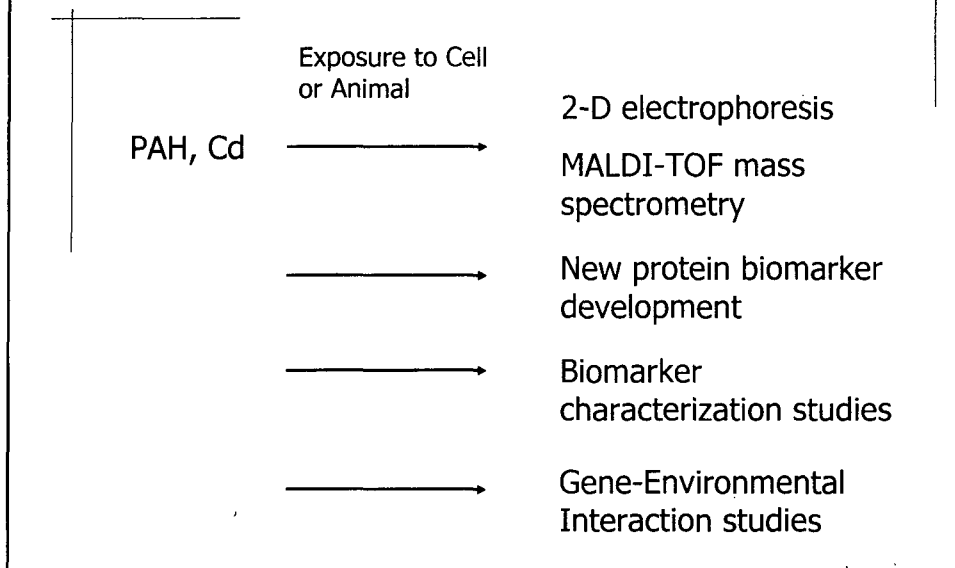 Exposure to Cell
or Animal
PAH, Cd
2-D electrophoresis
MALDI-TOF mass
spectrometry
New protein biomarker
development
Biomarker
characterization studies
Gene-Environmental
Interaction studies